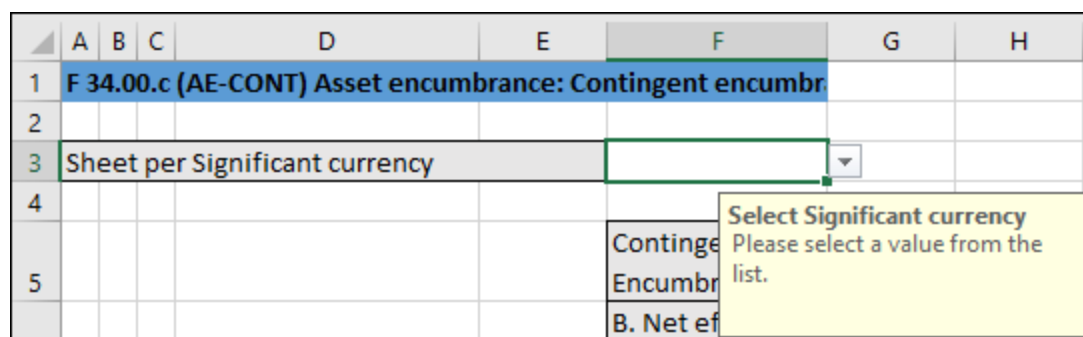 A B C D E F G H
1 F 34.00.c (AE-CONT) Asset encumbrance: Contingent encumbr
2
3 Sheet per Significant currency
4
Select Significant currency
Continge Please select a value from the
5 Encumbr list.
B. Net ef